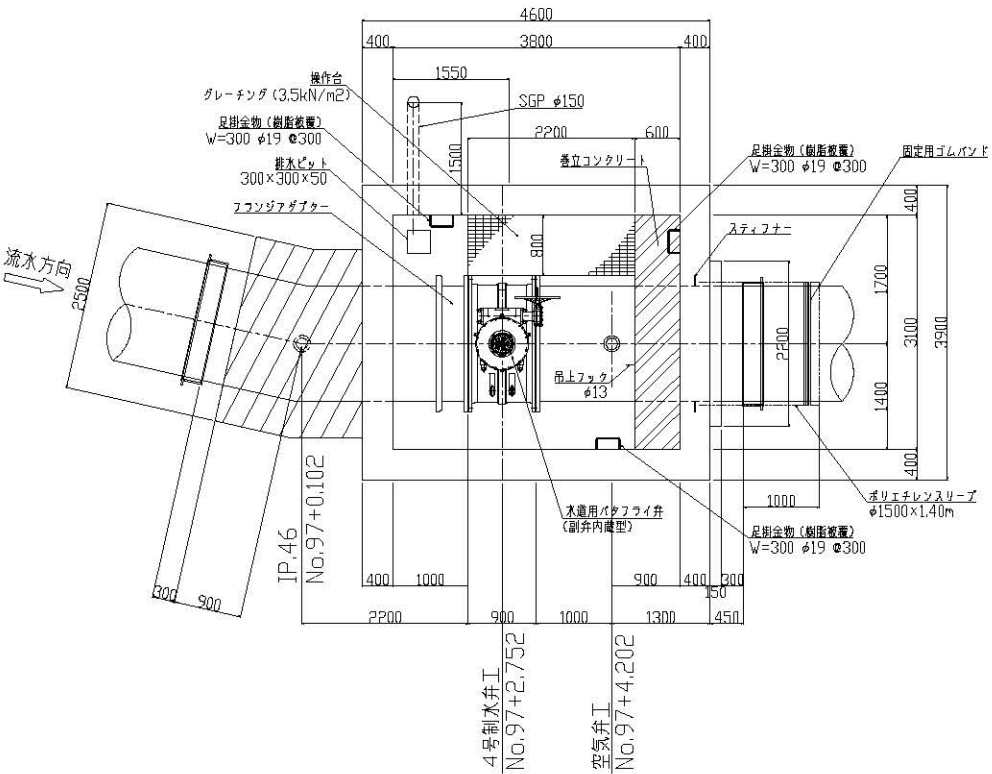 4600
400
3800
400
1550
操作台
グレーチング(3.5kN/m2)
SGP φ150
足掛金物(樹脂被覆)
W=300 φ19 @300
2200
600
1500
足掛金物(樹脂被覆)
W=300 φ19 @300
固定用ゴムバンド
巻立コンクリート
排水ピット
300×300×50
フランジアダプター
400
スティフナー
800
流水方向
2500
1700
2200
3100
3900
吊上フック
φ13
1400
400
1000
ポリエチレンスリーブ
φ1500×1.40m
水道用バタフライ弁
(副弁内蔵型)
足掛金物(樹脂被覆)
W=300 φ19 @300
IP.46
No.97+0.102
400
1000
900
400
300
150
300
900
2200
900
1000
1300
450
4号制水弁工
No.97+2.752
空気弁工
No.97+4.202